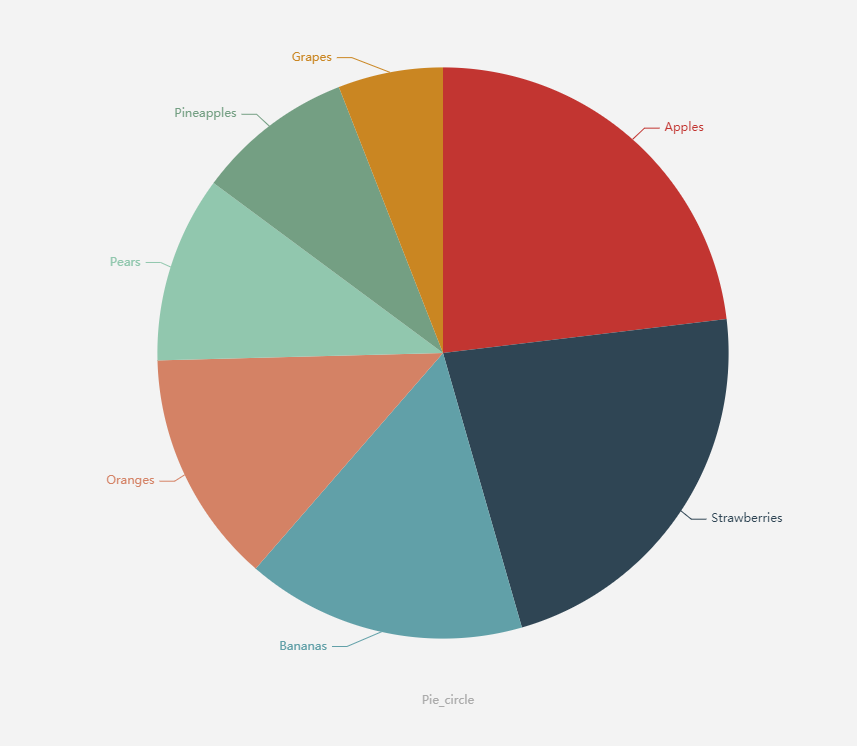 Grapes
Pineapples
Apples
Pears
Oranges
Strawberries
Bananas
Pie_circle